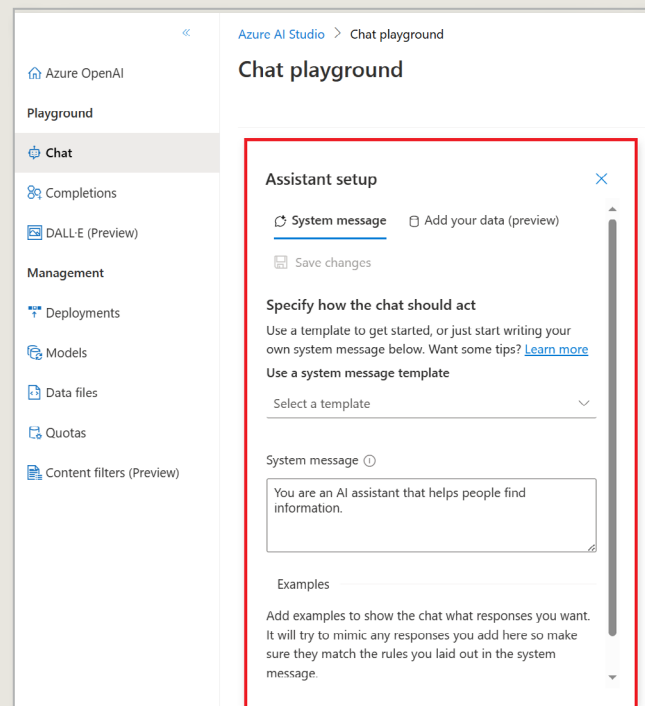 Azure AI Studio > Chat playground
Chat playground
Azure OpenAI
Playground
Chat
Completions
DALL·E (Preview)
Management
Deployments
Models
Data files
Quotas
Content filters (Preview)
Assistant setup
System message
Add your data (preview)
Save changes
Specify how the chat should act
Use a template to get started, or just start writing your
own system message below. Want some tips? Learn more
Use a system message template
Select a template
System message
You are an AI assistant that helps people find
information.
Examples
Add examples to show the chat what responses you want.
It will try to mimic any responses you add here so make
sure they match the rules you laid out in the system
message.